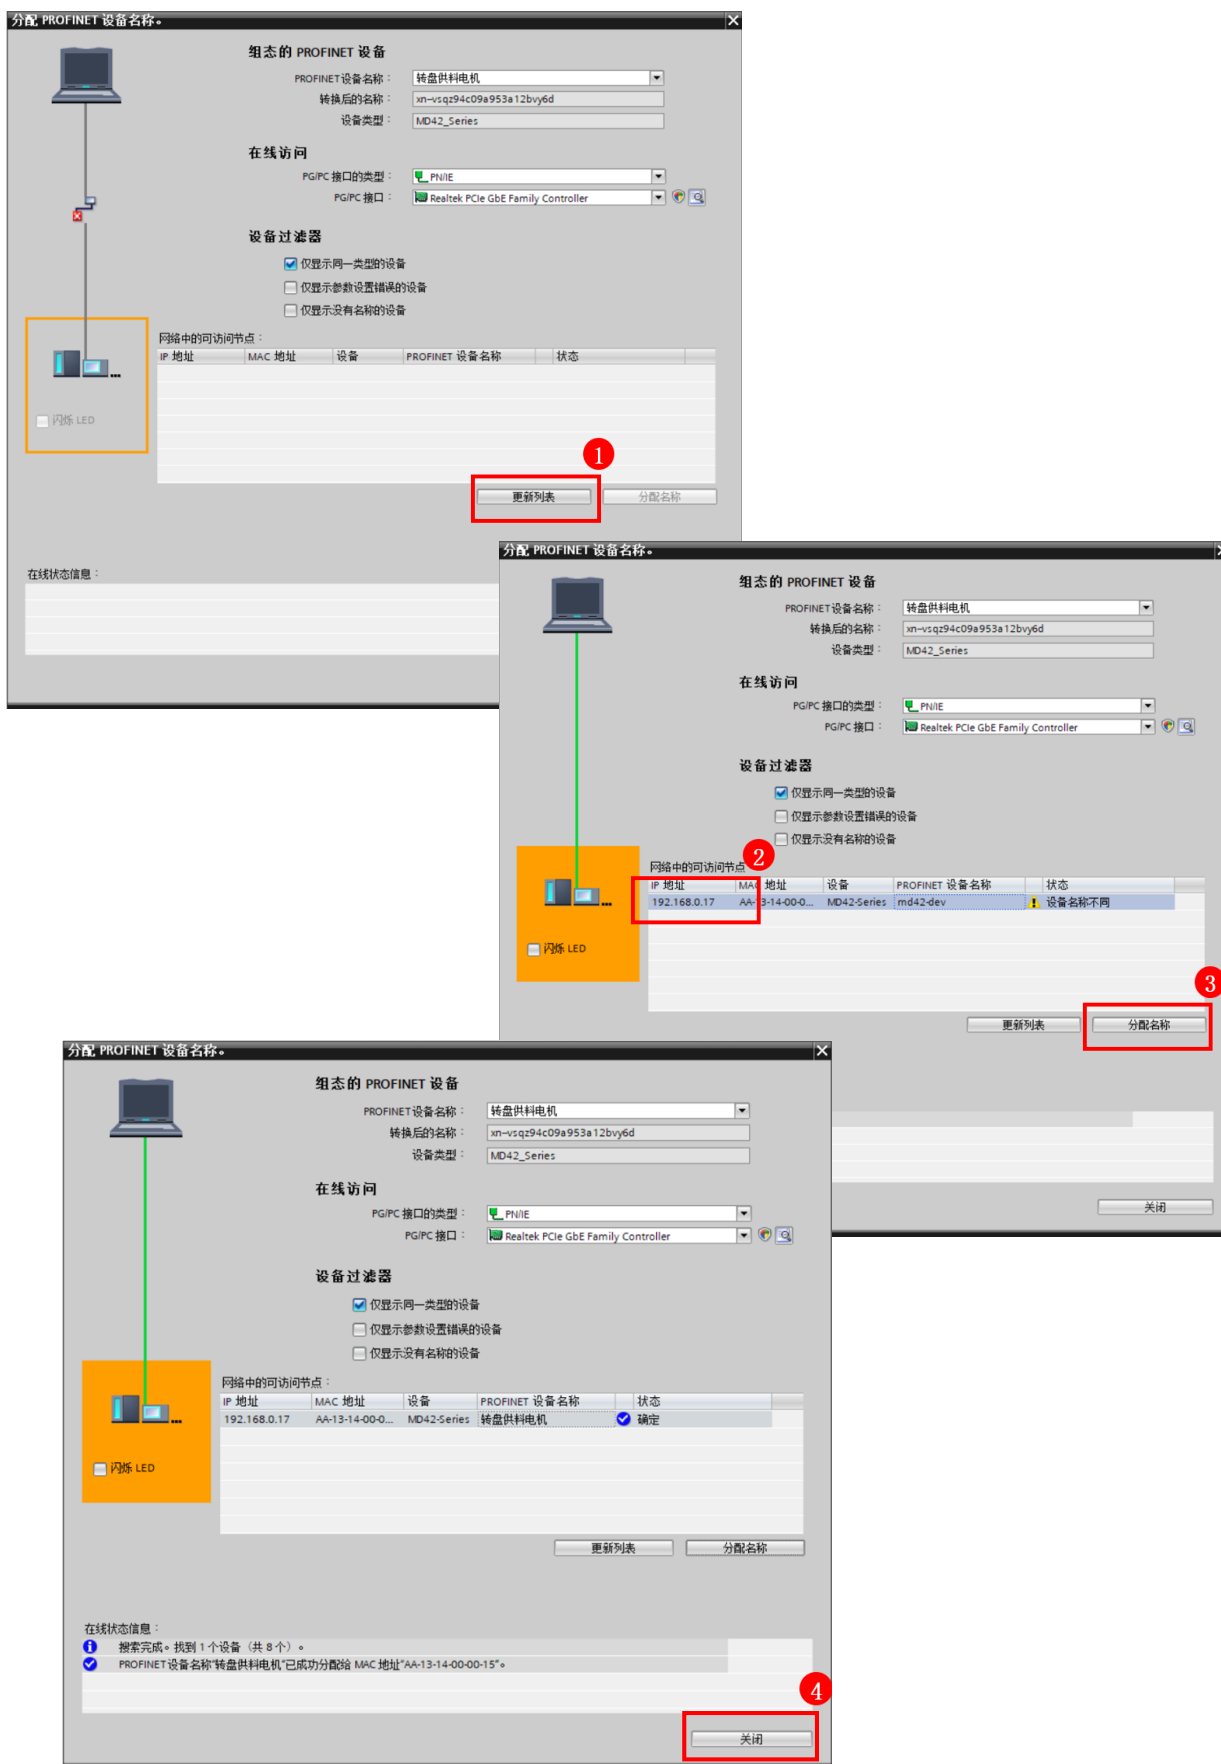 分配 PROFINET 设备名称。
组态的 PROFINET 设备
PROFINET设备名称：
转盘供料电机
转换后的名称：
xn--vsqz94c09a953a12bvy6d
设备类型：
MD42_Series
在线访问
PG/PC 接口的类型：
PN/IE
PG/PC 接口：
Realtek PCIe GbE Family Controller
设备过滤器
仅显示同一类型的设备
仅显示参数设置错误的设备
仅显示没有名称的设备
网络中的可访问节点：
IP 地址 MAC 地址 设备 PROFINET 设备名称 状态
闪烁 LED
1
更新列表 分配名称
在线状态信息：
分配 PROFINET 设备名称。
组态的 PROFINET 设备
PROFINET设备名称：
转盘供料电机
转换后的名称：
xn--vsqz94c09a953a12bvy6d
设备类型：
MD42_Series
在线访问
PG/PC 接口的类型：
PN/IE
PG/PC 接口：
Realtek PCIe GbE Family Controller
设备过滤器
仅显示同一类型的设备
仅显示参数设置错误的设备
仅显示没有名称的设备
2
网络中的可访问节点
IP 地址 MAC 地址 设备 PROFINET 设备名称 状态
192.168.0.17 AA-13-14-00-0... MD42-Series md42-dev 设备名称不同
闪烁 LED
3
更新列表 分配名称
关闭
分配 PROFINET 设备名称。
组态的 PROFINET 设备
PROFINET设备名称：
转盘供料电机
转换后的名称：
xn--vsqz94c09a953a12bvy6d
设备类型：
MD42_Series
在线访问
PG/PC 接口的类型：
PN/IE
PG/PC 接口：
Realtek PCIe GbE Family Controller
设备过滤器
仅显示同一类型的设备
仅显示参数设置错误的设备
仅显示没有名称的设备
网络中的可访问节点：
IP 地址 MAC 地址 设备 PROFINET 设备名称 状态
192.168.0.17 AA-13-14-00-0... MD42-Series 转盘供料电机 确定
闪烁 LED
更新列表 分配名称
在线状态信息：
搜索完成。找到 1 个设备（共 8 个）。
PROFINET设备名称"转盘供料电机"已成功分配给 MAC 地址"AA-13-14-00-00-15"。
4
关闭